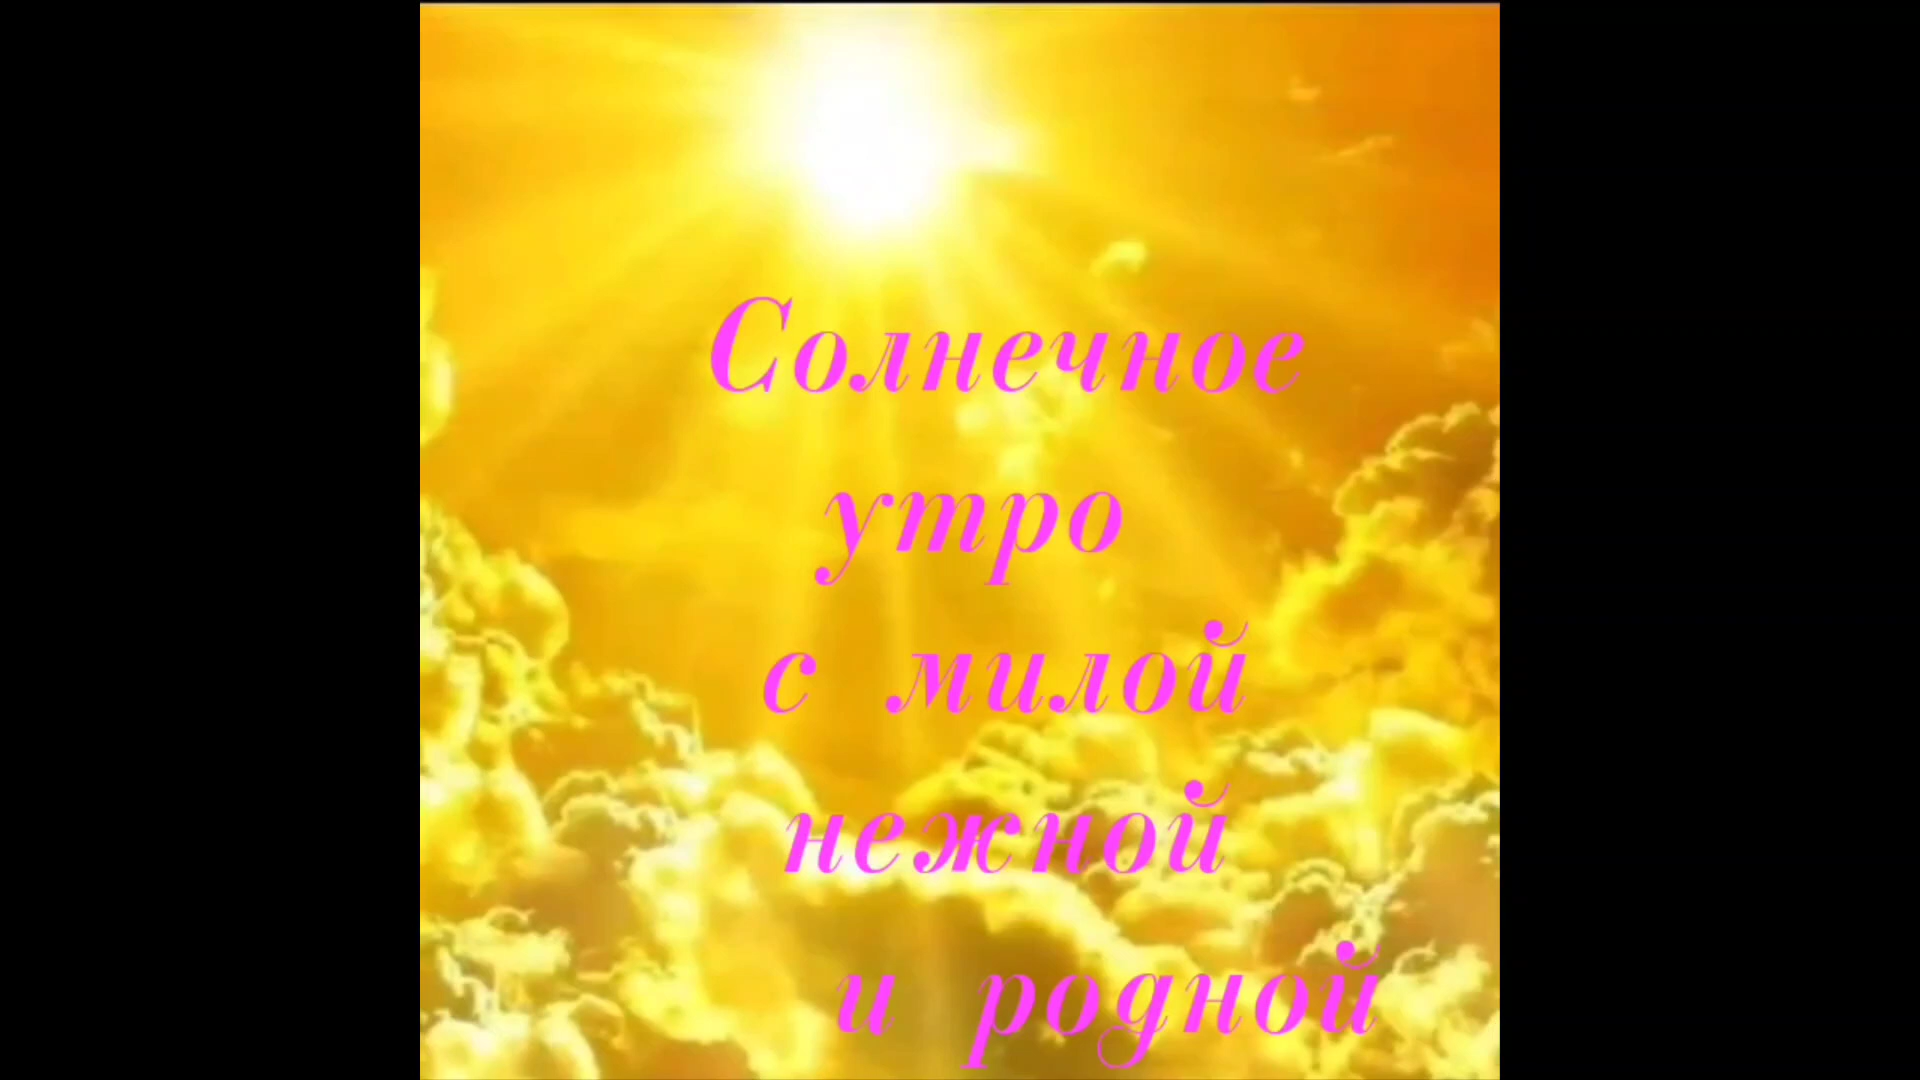 Солнечное
утро
с милой
нежной
и родной